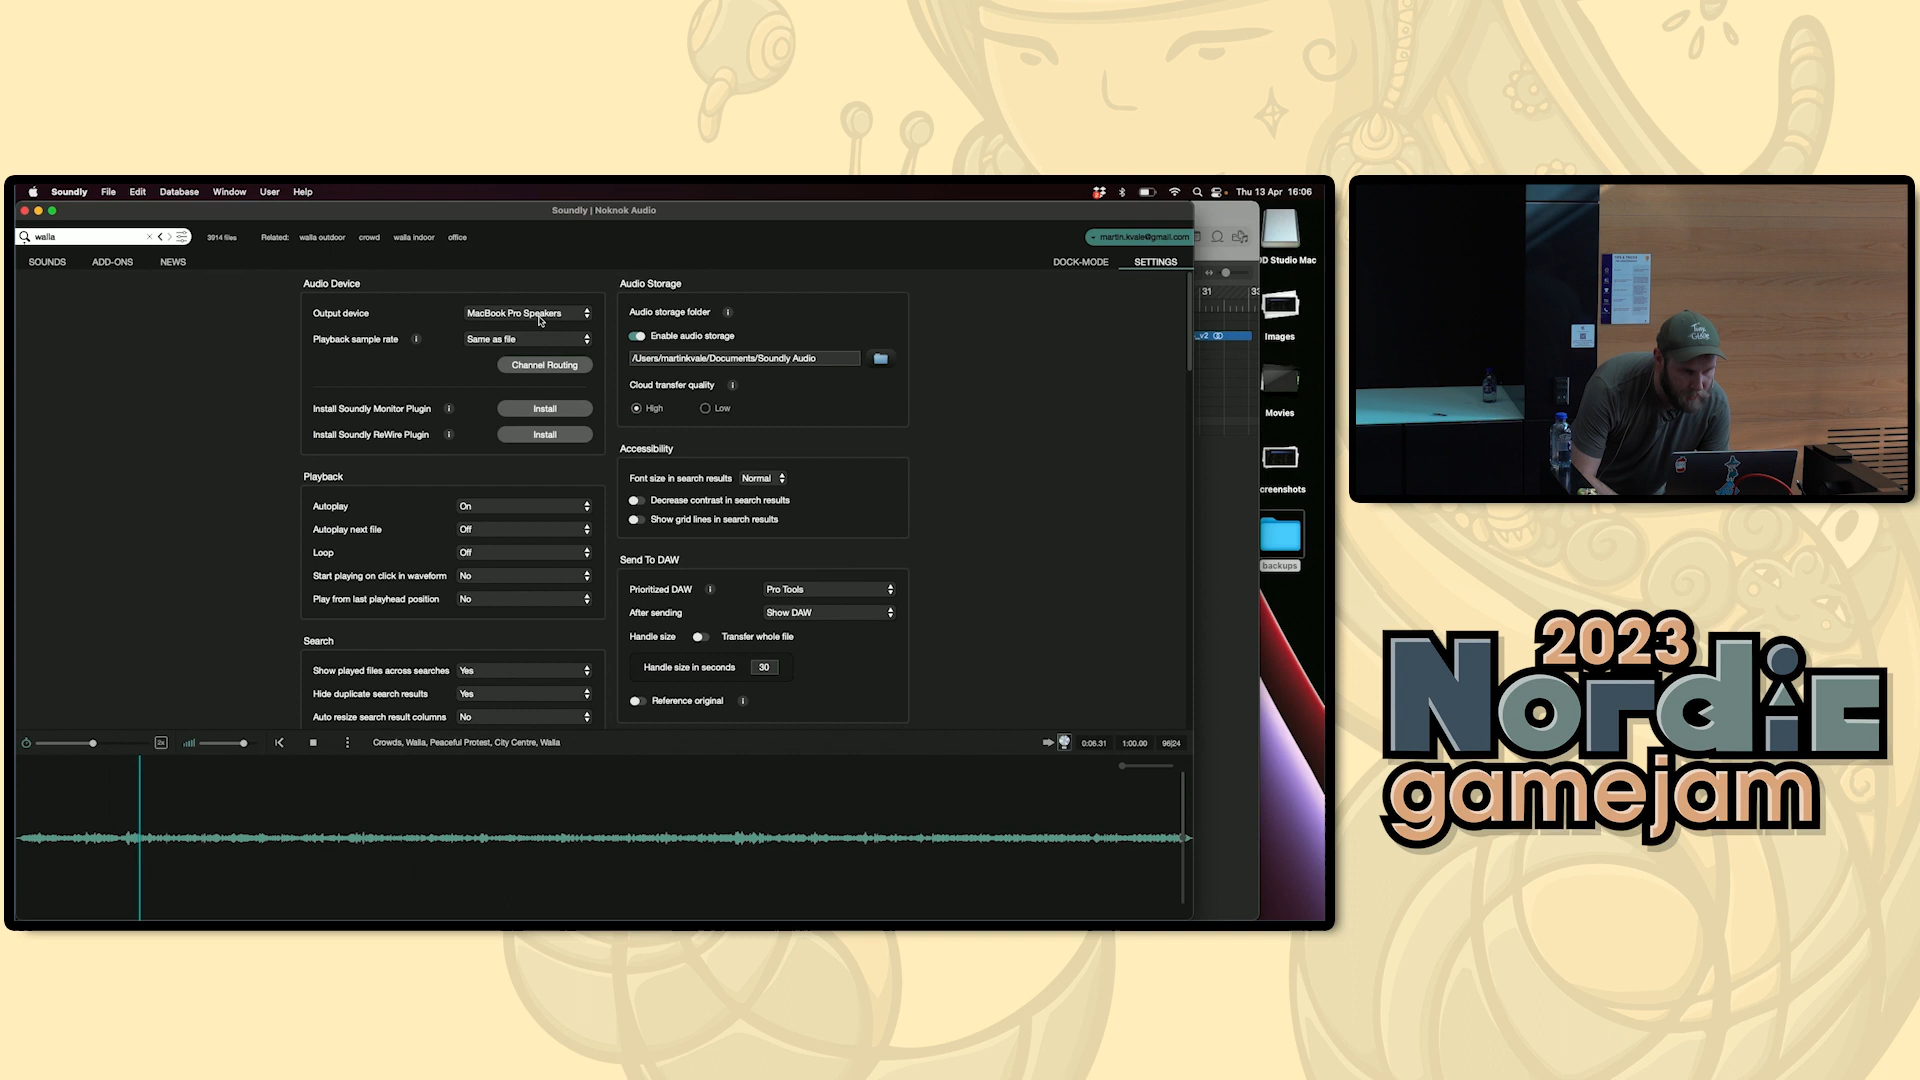 Soundly File Edit Database Window User Help
Thu 13 Apr 16:06
Soundly | Noknok Audio
walla
3914 files
Related: walla outdoor crowd walla indoor office
martin.kvale@gmail.com
SOUNDS ADD-ONS NEWS
DOCK-MODE SETTINGS
Audio Device
Output device MacBook Pro Speakers
Playback sample rate Same as file
Channel Routing
Install Soundly Monitor Plugin Install
Install Soundly ReWire Plugin Install
Playback
Autoplay On
Autoplay next file Off
Loop Off
Start playing on click in waveform No
Play from last playhead position No
Search
Show played files across searches Yes
Hide duplicate search results Yes
Auto resize search result columns No
Audio Storage
Audio storage folder
Enable audio storage
/Users/martinkvale/Documents/Soundly Audio
Cloud transfer quality
High Low
Accessibility
Font size in search results Normal
Decrease contrast in search results
Show grid lines in search results
Send To DAW
Prioritized DAW Pro Tools
After sending Show DAW
Handle size Transfer whole file
Handle size in seconds 30
Reference original
2x
Crowds, Walla, Peaceful Protest, City Centre, Walla
0:06.31 1:00.00 96|24
31 33
_v2
D Studio Mac
Images
Movies
creenshots
backups
2023
Nordic
gamejam